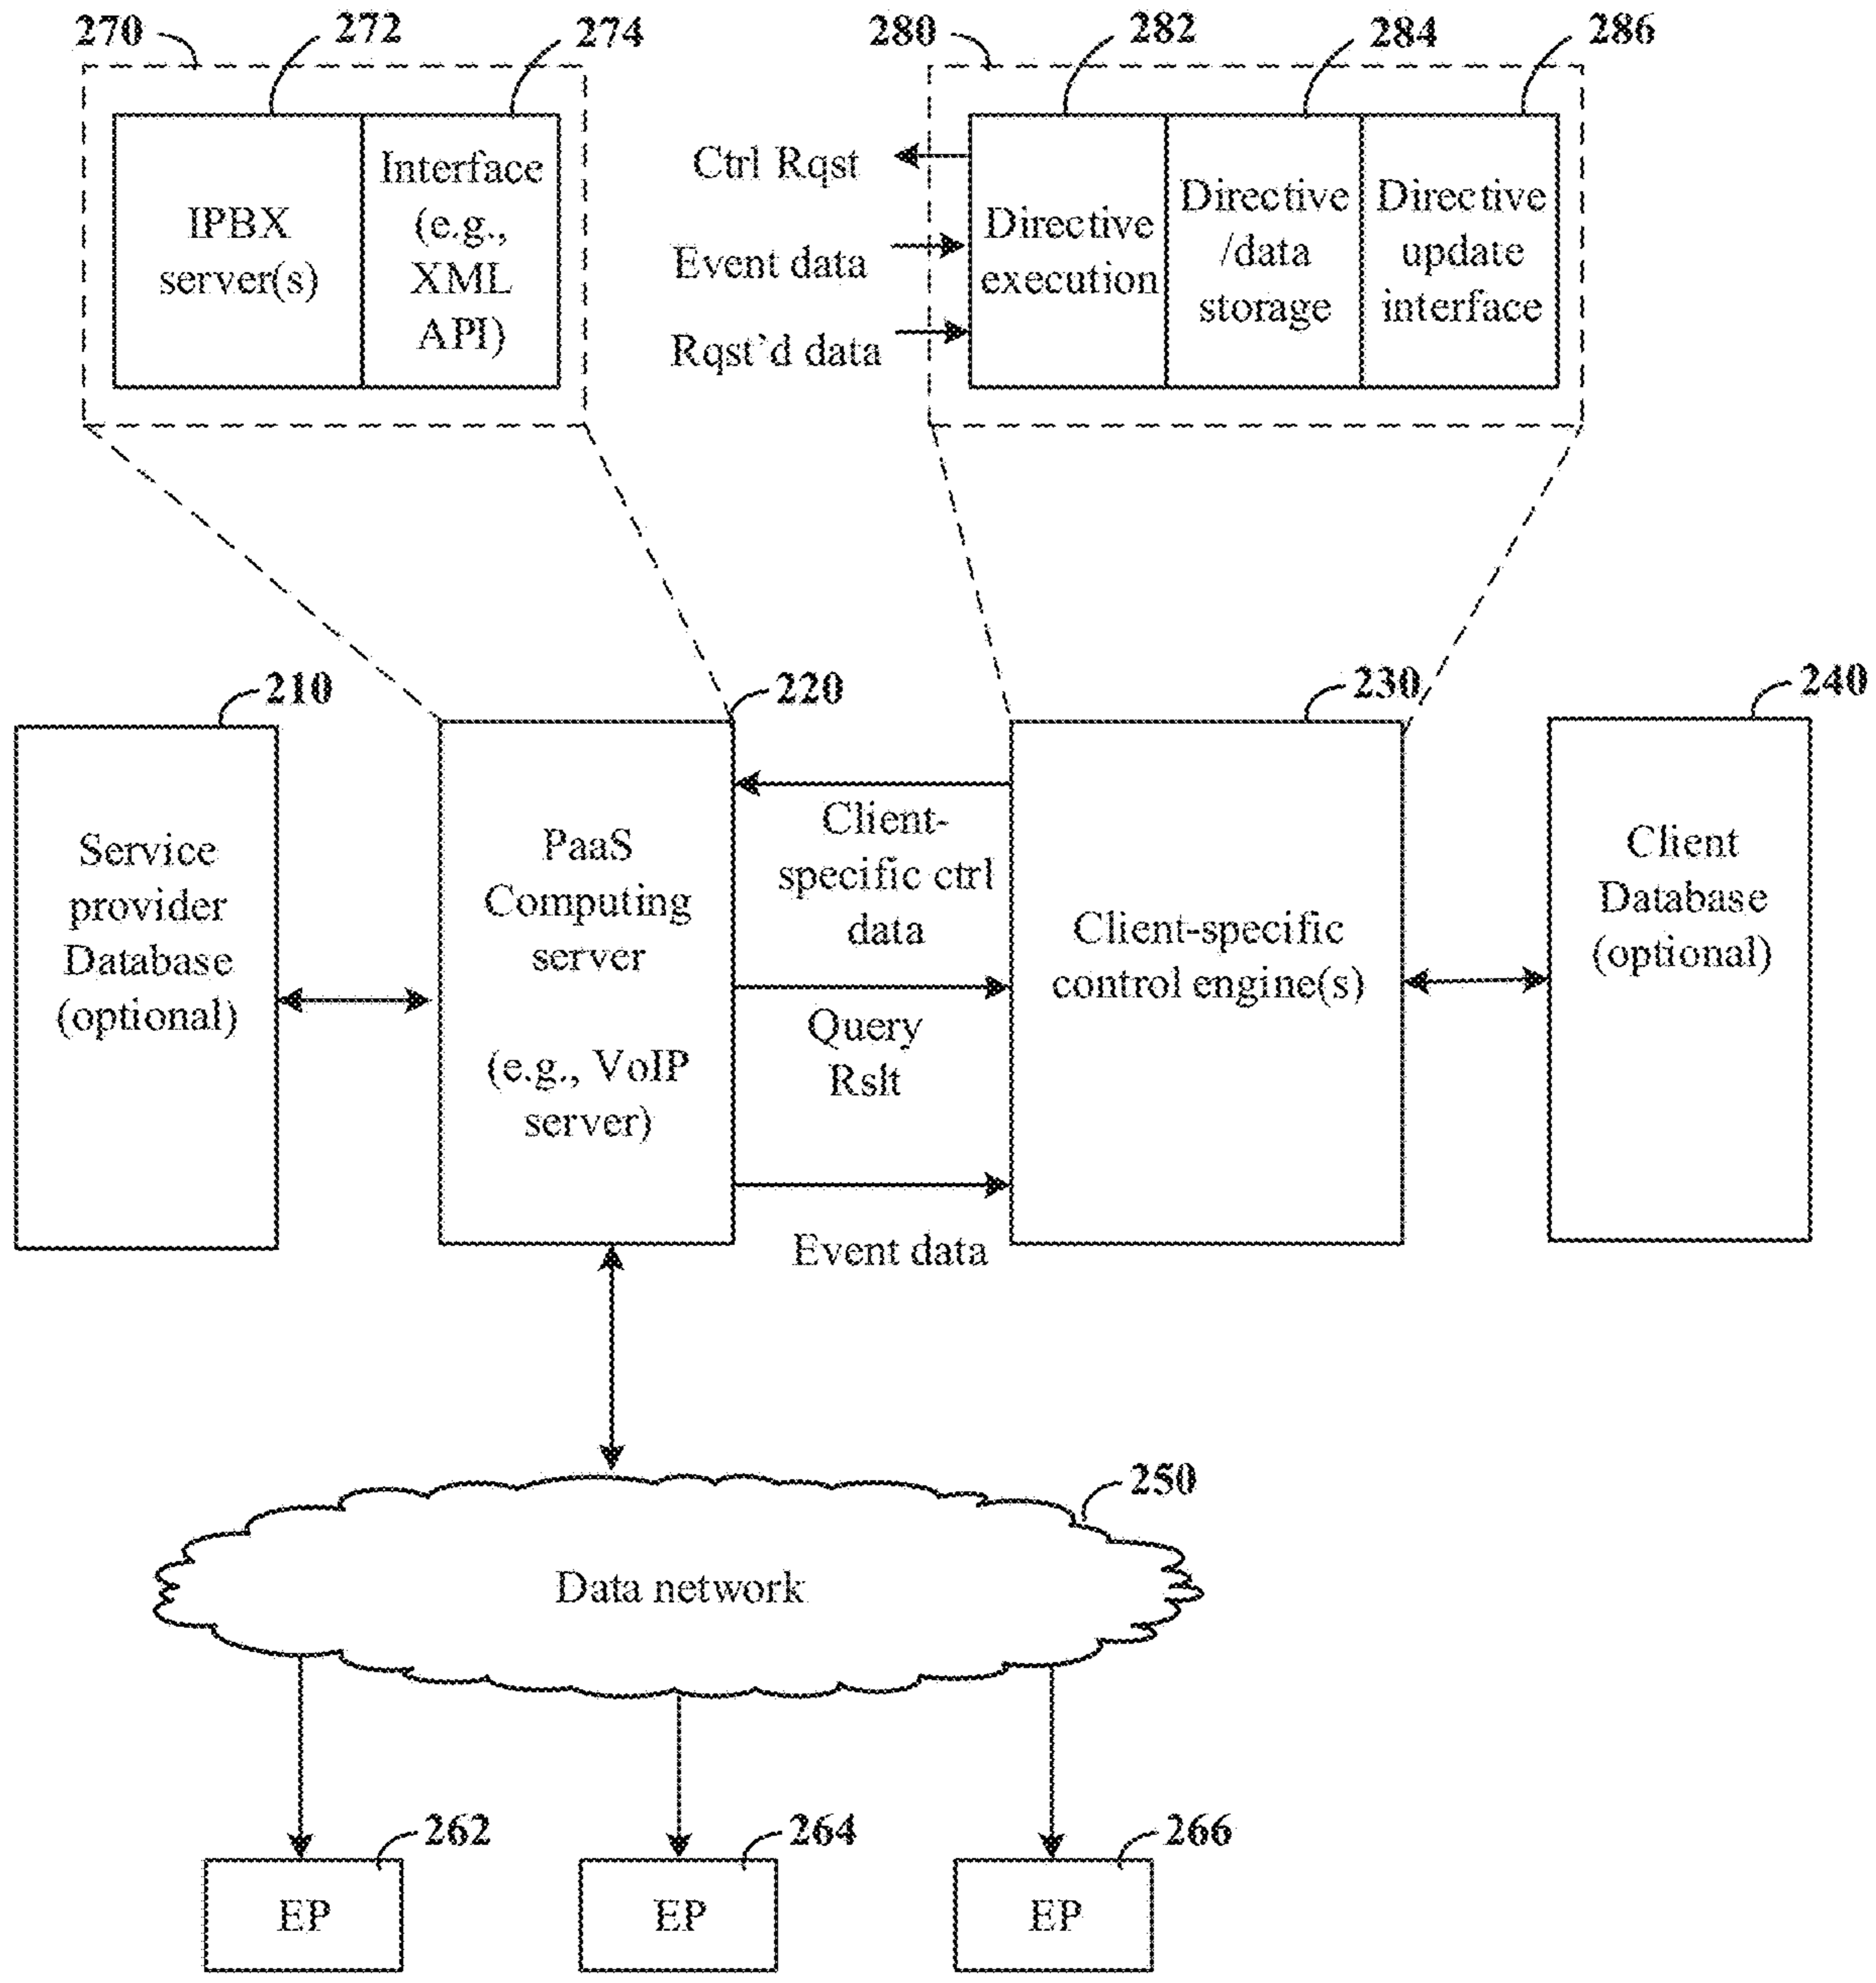 270
272
274
280
282
284
286
IPBX
server(s)
Interface
(e.g.,
XML
API)
Ctrl Rqst
Event data
Rqst'd data
Directive
execution
Directive
/data
storage
Directive
update
interface
210
220
230
240
Service
provider
Database
(optional)
PaaS
Computing
server
(e.g., VoIP
server)
Client-
specific ctrl
data
Query
Rslt
Event data
Client-specific
control engine(s)
Client
Database
(optional)
250
Data network
262
264
266
EP
EP
EP